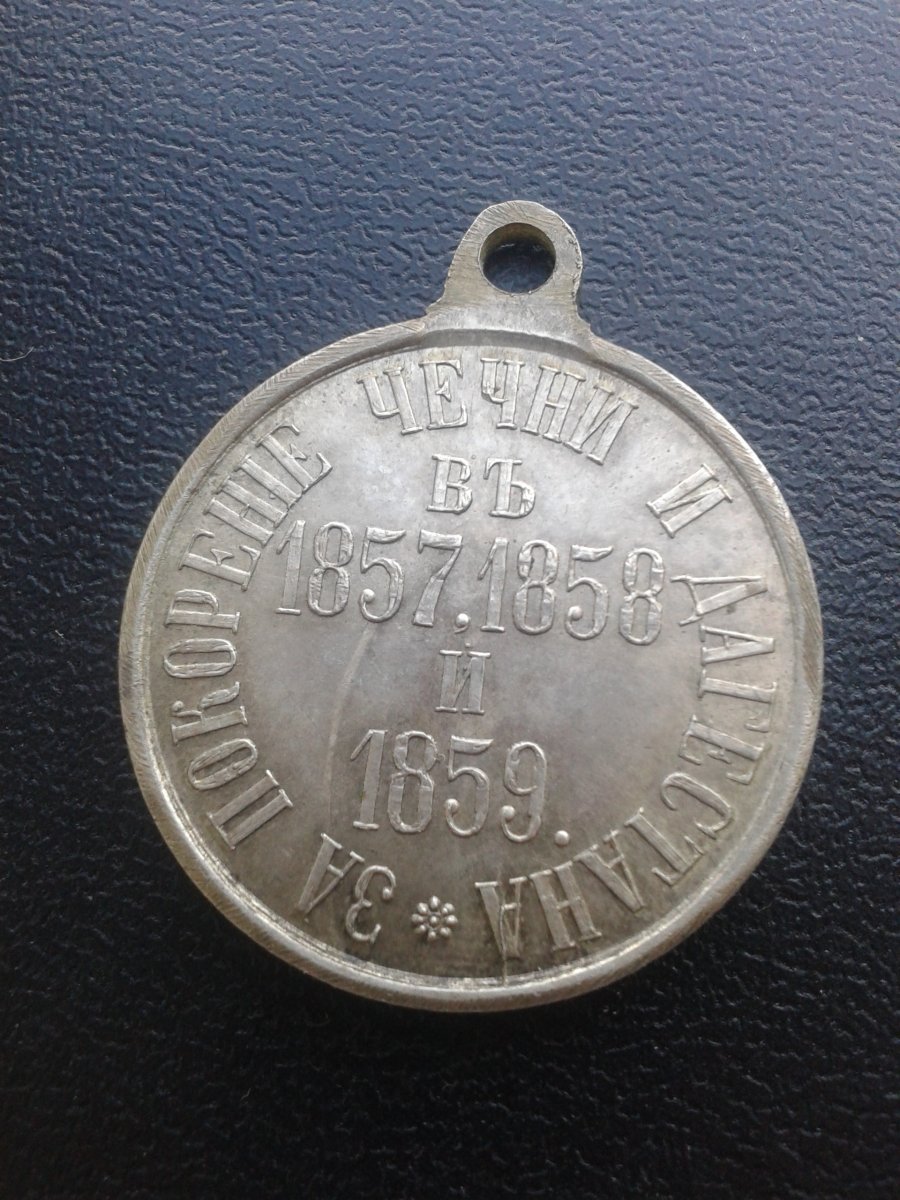 ЗА ПОКОРЕНІЕ ЧЕЧНИ И ДАГЕСТАНА
ВЪ
1857, 1858
И
1859.